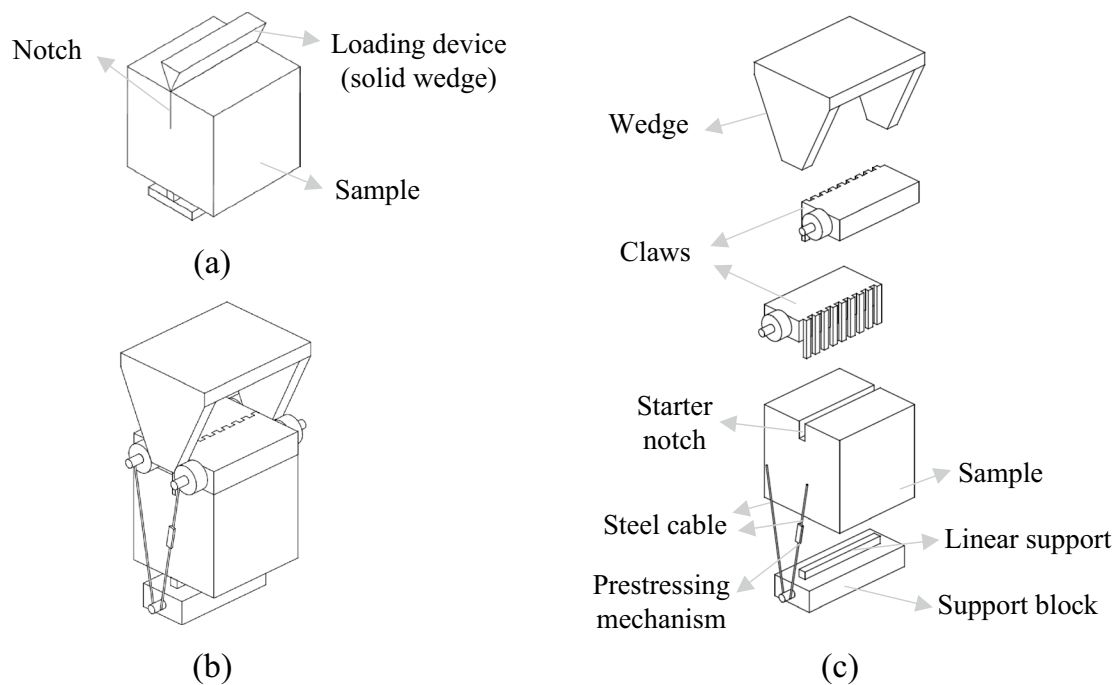 Notch
Loading device
(solid wedge)
Sample
(a)
(b)
Wedge
Claws
Starter
notch
Sample
Steel cable
Linear support
Prestressing
mechanism
Support block
(c)